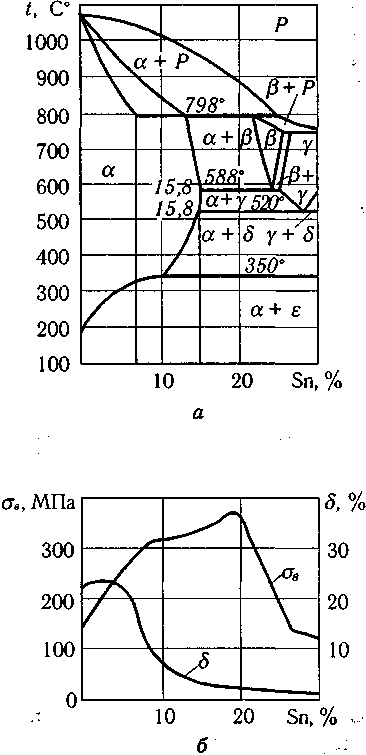 t, С°
1000
900
800
700
600
500
400
300
200
100
P
α + P
β + P
798°
α + β
β
γ
α
588°
β +
γ
15,8
α + γ
520°
15,8
α + δ
γ + δ
350°
α + ε
10
20
Sn, %
а
σв, МПа
δ, %
300
200
100
0
30
20
10
σв
δ
0
10
20
Sn, %
б